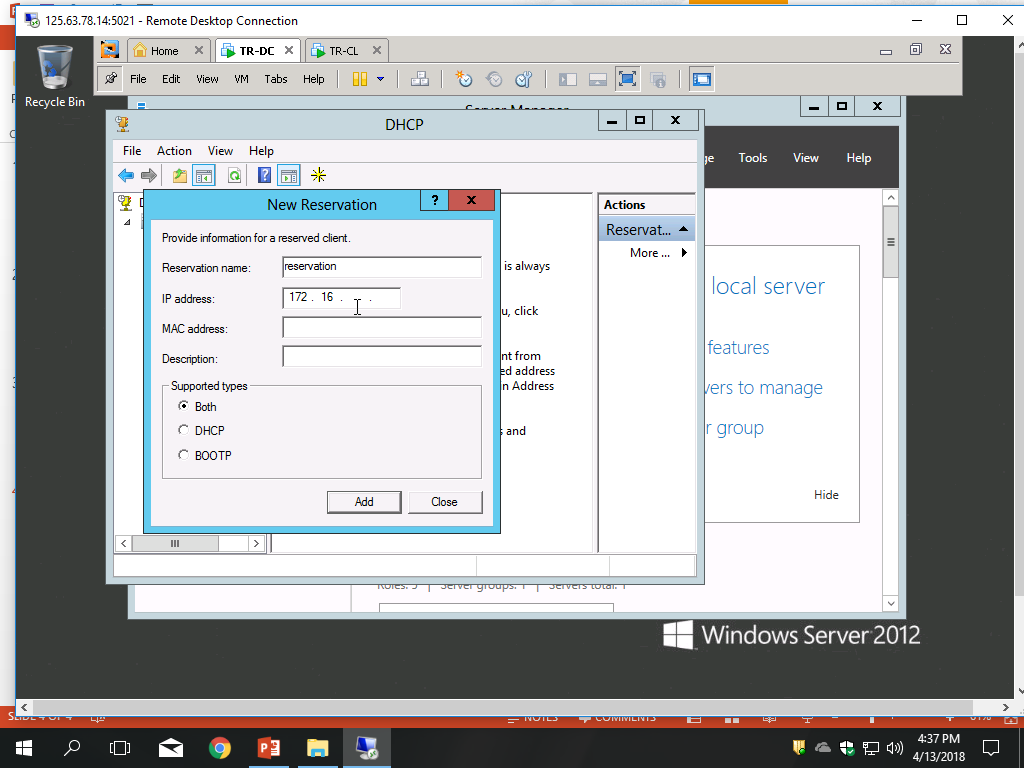 125.63.78.14:5021 - Remote Desktop Connection
Recycle Bin
Home
TR-DC
TR-CL
File Edit View VM Tabs Help
Server Manager
Tools View Help
DHCP
File Action View Help
New Reservation
Provide information for a reserved client.
Reservation name: reservation
IP address: 172 . 16 . .
MAC address:
Description:
Supported types
Both
DHCP
BOOTP
Add Close
is always
u, click
nt from
ed address
n Address
s and
Actions
Reservat...
More ...
local server
features
vers to manage
r group
Hide
Roles: 5 | Server groups: 1 | Servers total: 1
Windows Server 2012
SLIDE 4 OF 4
NOTES COMMENTS 81%
4:37 PM
4/13/2018